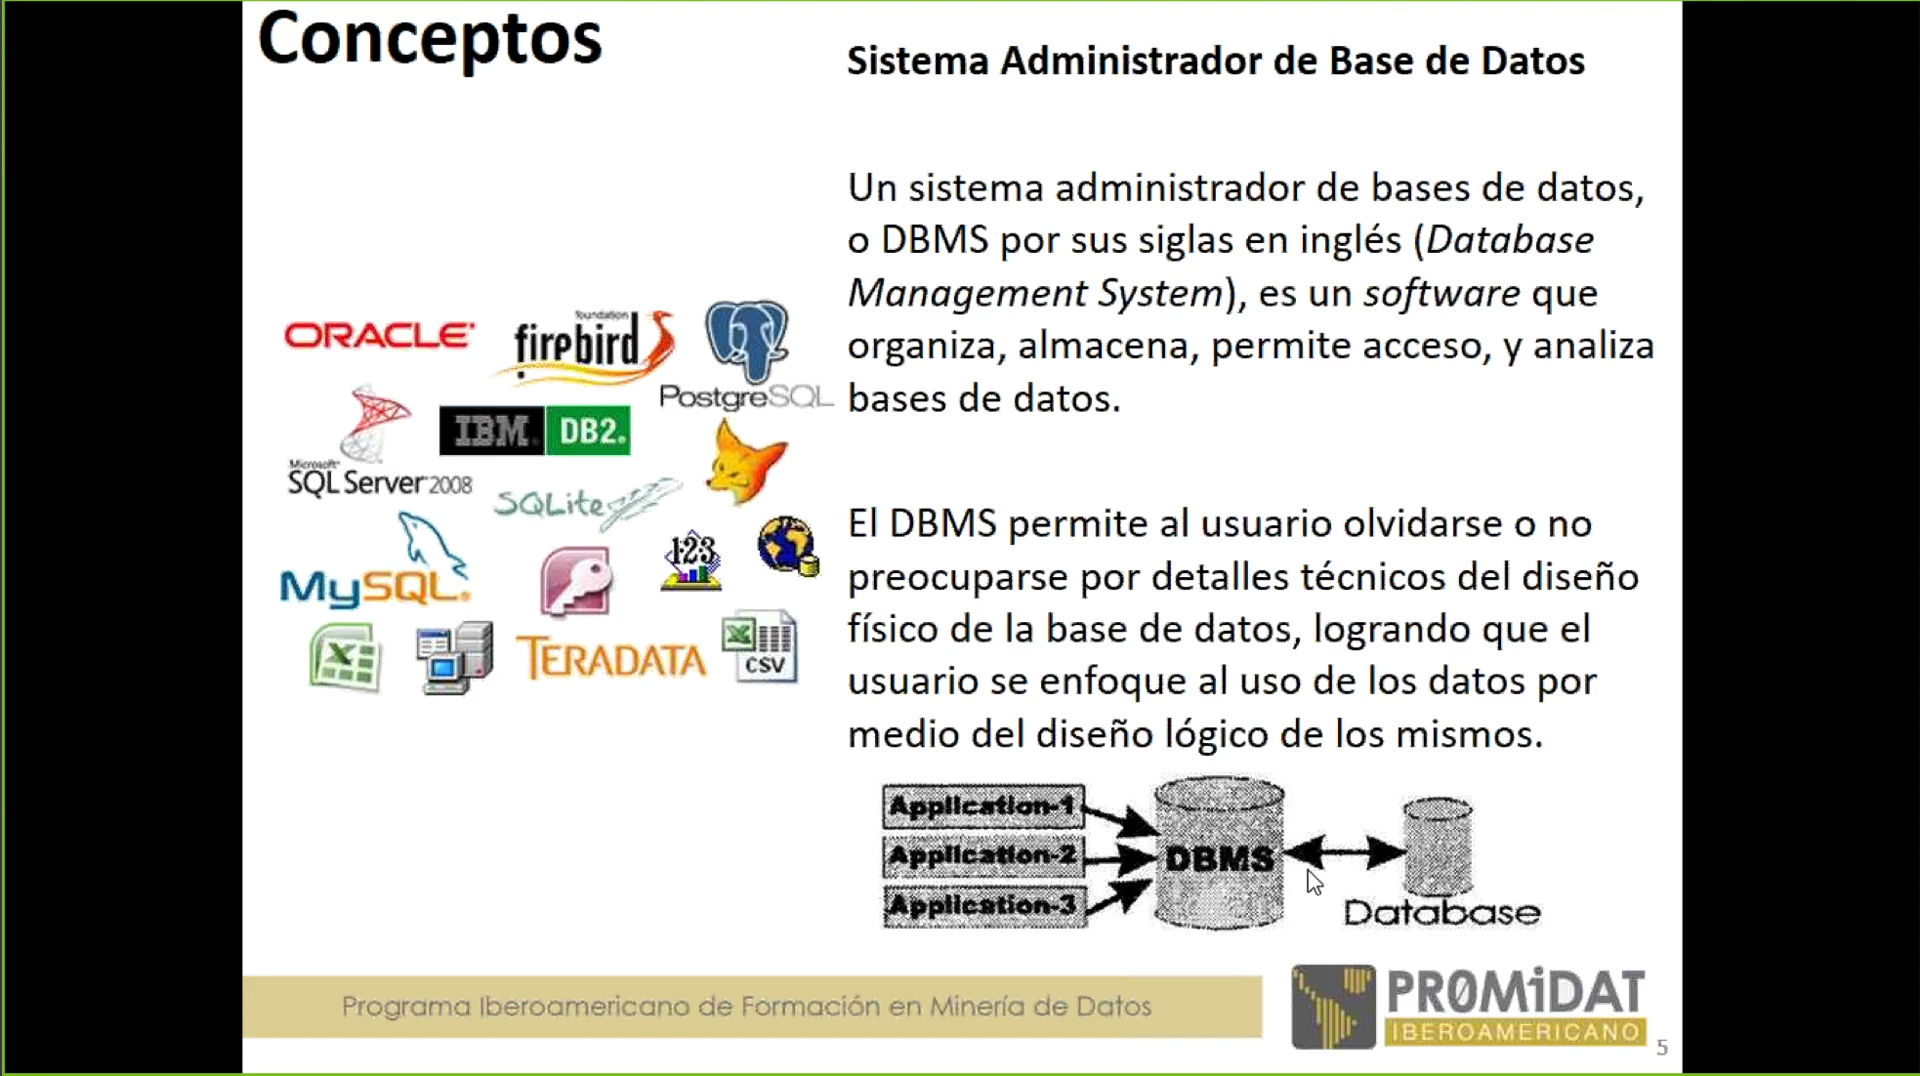 Conceptos
Sistema Administrador de Base de Datos
Un sistema administrador de bases de datos,
o DBMS por sus siglas en inglés (Database
Management System), es un software que
organiza, almacena, permite acceso, y analiza
bases de datos.
El DBMS permite al usuario olvidarse o no
preocuparse por detalles técnicos del diseño
físico de la base de datos, logrando que el
usuario se enfoque al uso de los datos por
medio del diseño lógico de los mismos.
ORACLE
foundation
firebird
PostgreSQL
Microsoft
SQL Server 2008
IBM DB2.
SQLite
MySQL
123
TERADATA
CSV
Application-1
Application-2
Application-3
DBMS
Database
Programa Iberoamericano de Formación en Minería de Datos
PR0MiDAT
IBEROAMERICANO
5